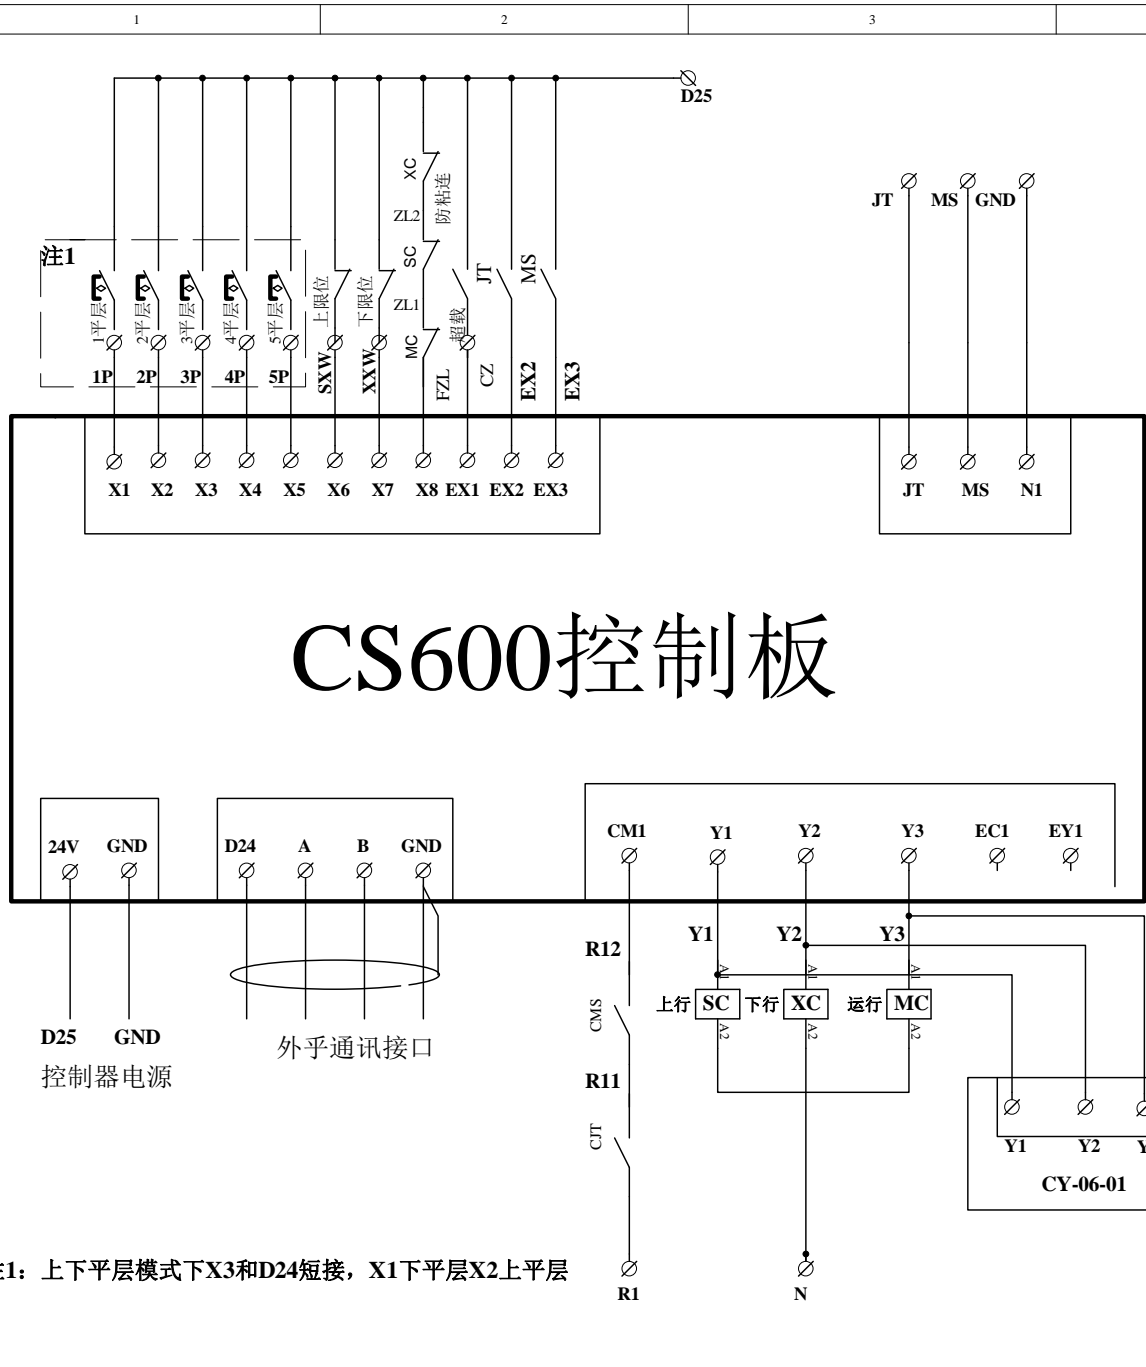 1 2 3
D25
JT MS GND
XC
防粘连
ZL2
SC
JT
MS
注1
1平层 2平层 3平层 4平层 5平层 上限位 下限位 ZL1 超载
MC
1P 2P 3P 4P 5P SXW XXW FZL CZ EX2 EX3
X1 X2 X3 X4 X5 X6 X7 X8 EX1 EX2 EX3 JT MS N1
CS600控制板
24V GND D24 A B GND CM1 Y1 Y2 Y3 EC1 EY1
R12 Y1 Y2 Y3
A1 A1 A1
CMS 上行 SC 下行 XC 运行 MC
A2 A2 A2
D25 GND 外乎通讯接口
控制器电源 R11
CJT
Y1 Y2
CY-06-01
1：上下平层模式下X3和D24短接，X1下平层X2上平层
R1 N